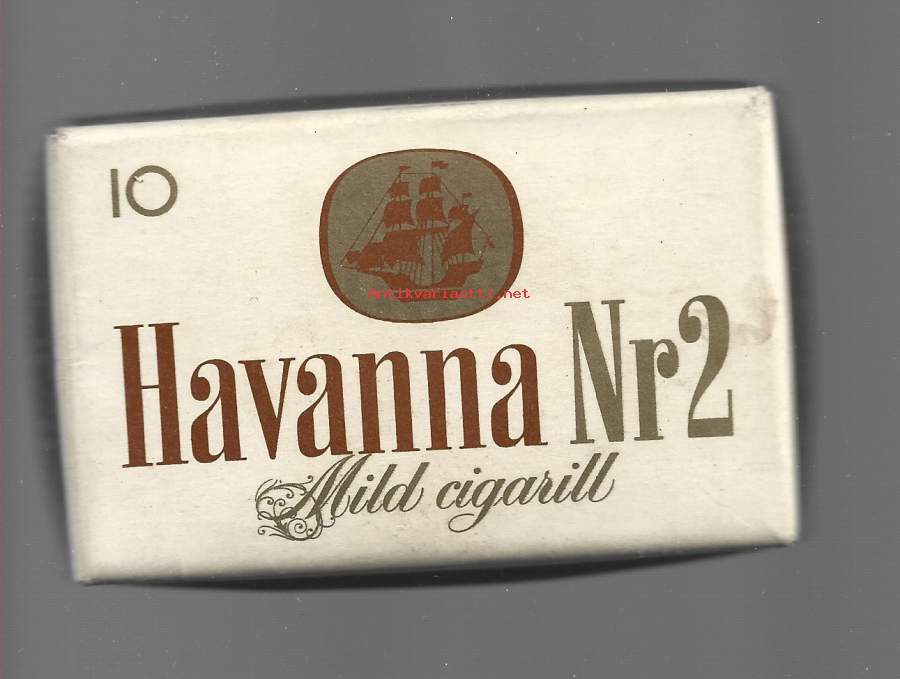 10
Antikvariaatti.net
Havanna Nr2
Mild cigarill